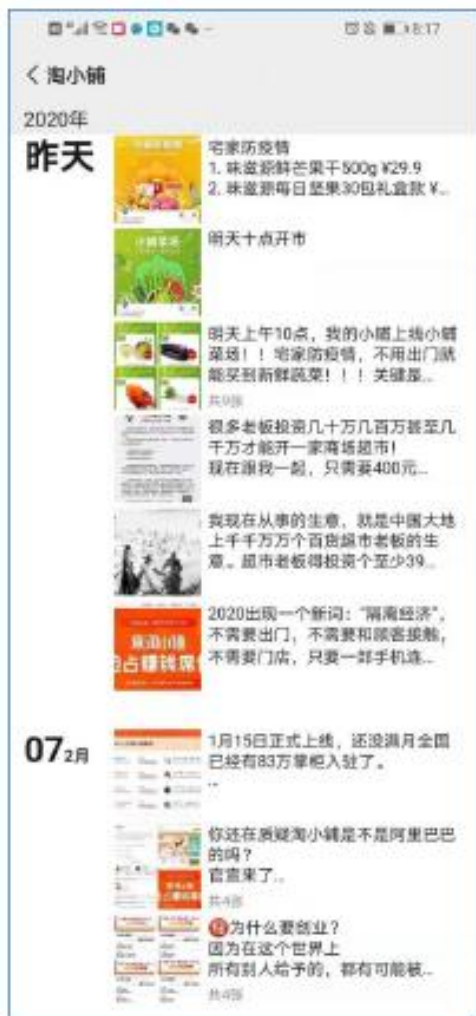 8:17
淘小铺
2020年
昨天
宅家防疫情
1. 味滋源鲜芒果干500g ¥29.9
2. 味滋源每日坚果30包礼盒款 ¥...
小铺菜场
明天十点开市
明天上午10点，我的小铺上线小铺
菜场！！宅家防疫情，不用出门就
能买到新鲜蔬菜！！！关键是...
共9张
很多老板投资几十万几百万甚至几
千万才能开一家商场超市！
现在跟我一起，只需要400元...
我现在从事的生意，就是中国大地
上千千万万个百货超市老板的生
意。超市老板得投资个至少39...
2020出现一个新词：“隔离经济”，
不需要出门，不需要和顾客接触，
不需要门店，只要一部手机连...
07 2月
1月15日正式上线，还没满月全国
已经有83万掌柜入驻了。
..
你还在质疑淘小铺是不是阿里巴巴
的吗？
官宣来了..
共4张
为什么要创业？
因为在这个世界上
所有别人给予的，都有可能被...
共4张